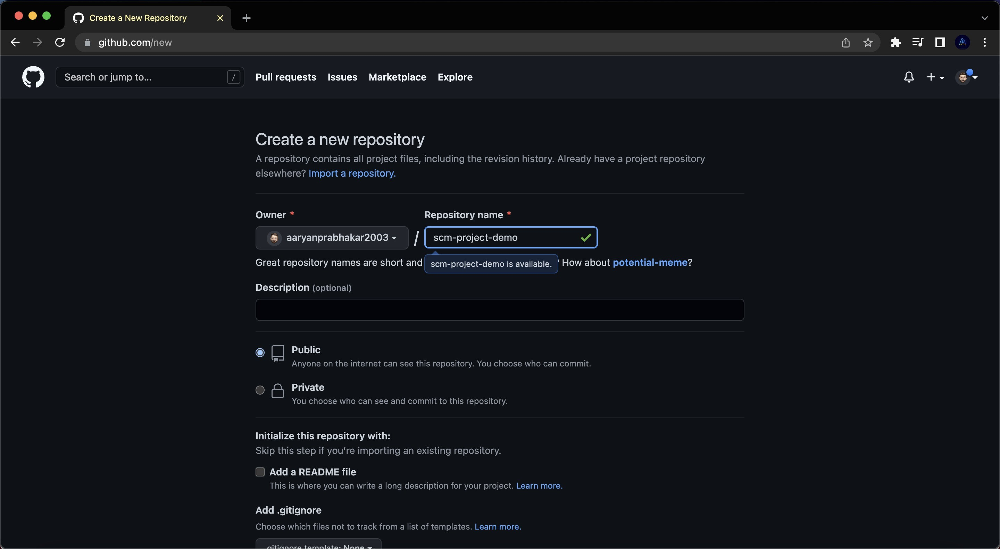 Create a New Repository
github.com/new
Search or jump to... /
Pull requests Issues Marketplace Explore
Create a new repository
A repository contains all project files, including the revision history. Already have a project repository
elsewhere? Import a repository.
Owner * Repository name *
aaryanprabhakar2003 / scm-project-demo
Great repository names are short and scm-project-demo is available. How about potential-meme?
Description (optional)
Public
Anyone on the internet can see this repository. You choose who can commit.
Private
You choose who can see and commit to this repository.
Initialize this repository with:
Skip this step if you’re importing an existing repository.
Add a README file
This is where you can write a long description for your project. Learn more.
Add .gitignore
Choose which files not to track from a list of templates. Learn more.
.gitignore template: None